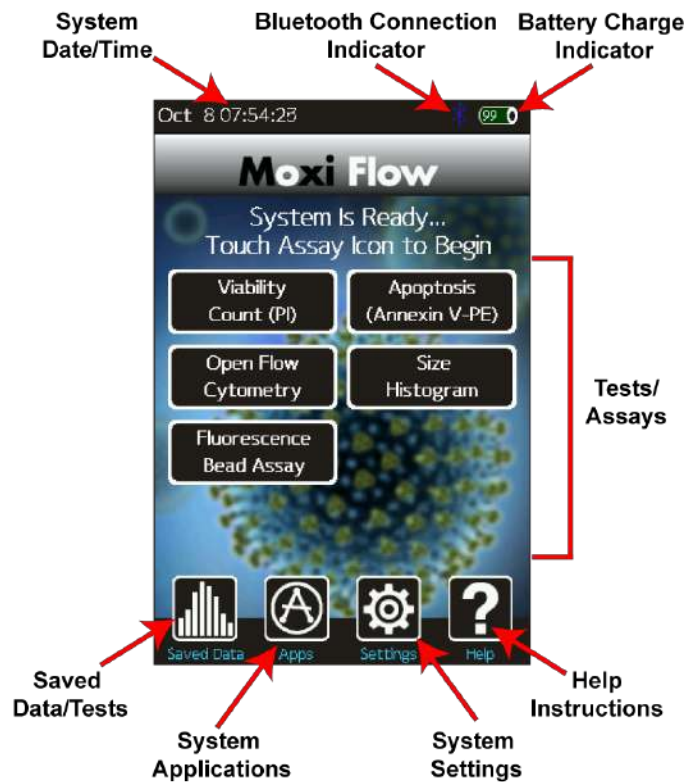 System
Date/Time
Bluetooth Connection
Indicator
Battery Charge
Indicator
Oct 8 07:54:23
99
Moxi Flow
System Is Ready...
Touch Assay Icon to Begin
Viability
Count (PI)
Apoptosis
(Annexin V-PE)
Open Flow
Cytometry
Size
Histogram
Fluorescence
Bead Assay
Tests/
Assays
Saved Data
Apps
Settings
?
Help
Saved
Data/Tests
System
Applications
System
Settings
Help
Instructions